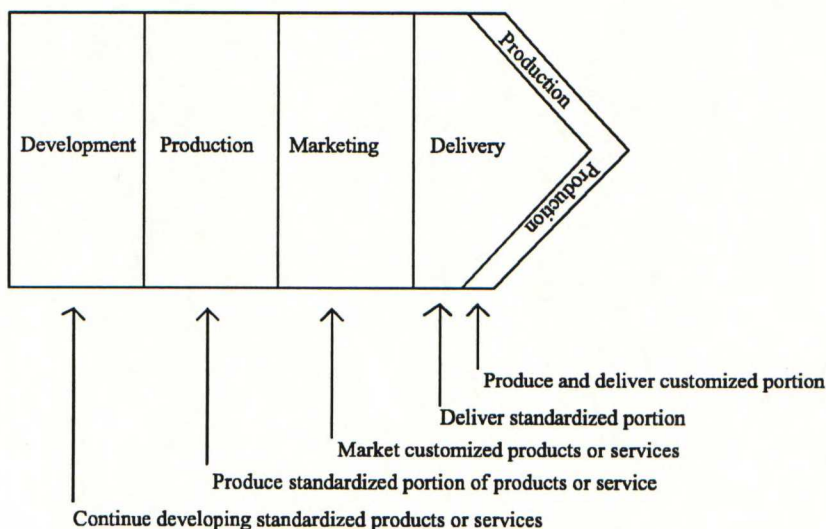 Production
Development
Production
Marketing
Delivery
Production
Produce and deliver customized portion
Deliver standardized portion
Market customized products or services
Produce standardized portion of products or service
Continue developing standardized products or services